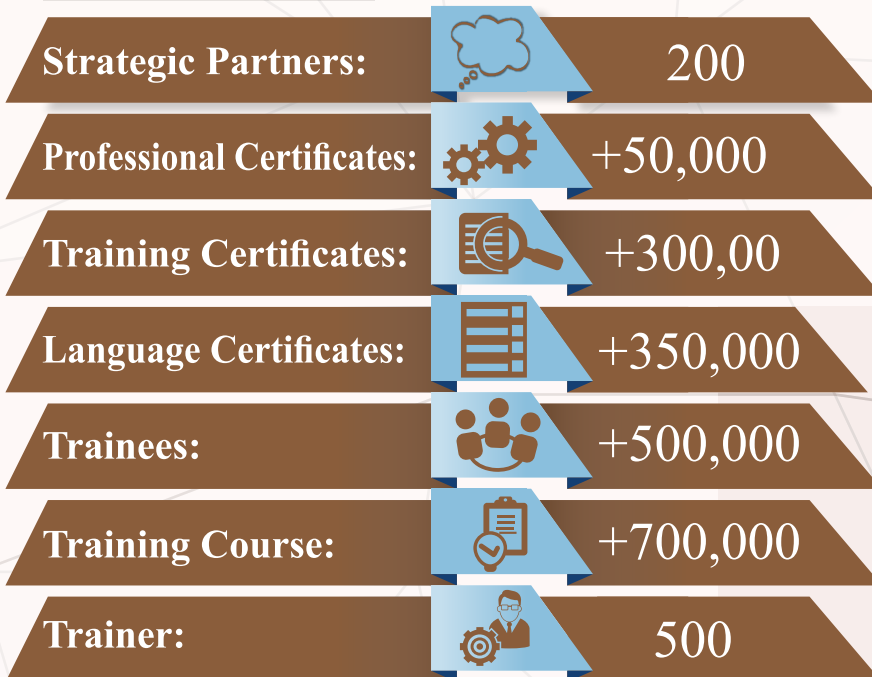 Strategic Partners: 200
Professional Certificates: +50,000
Training Certificates: +300,00
Language Certificates: +350,000
Trainees: +500,000
Training Course: +700,000
Trainer: 500